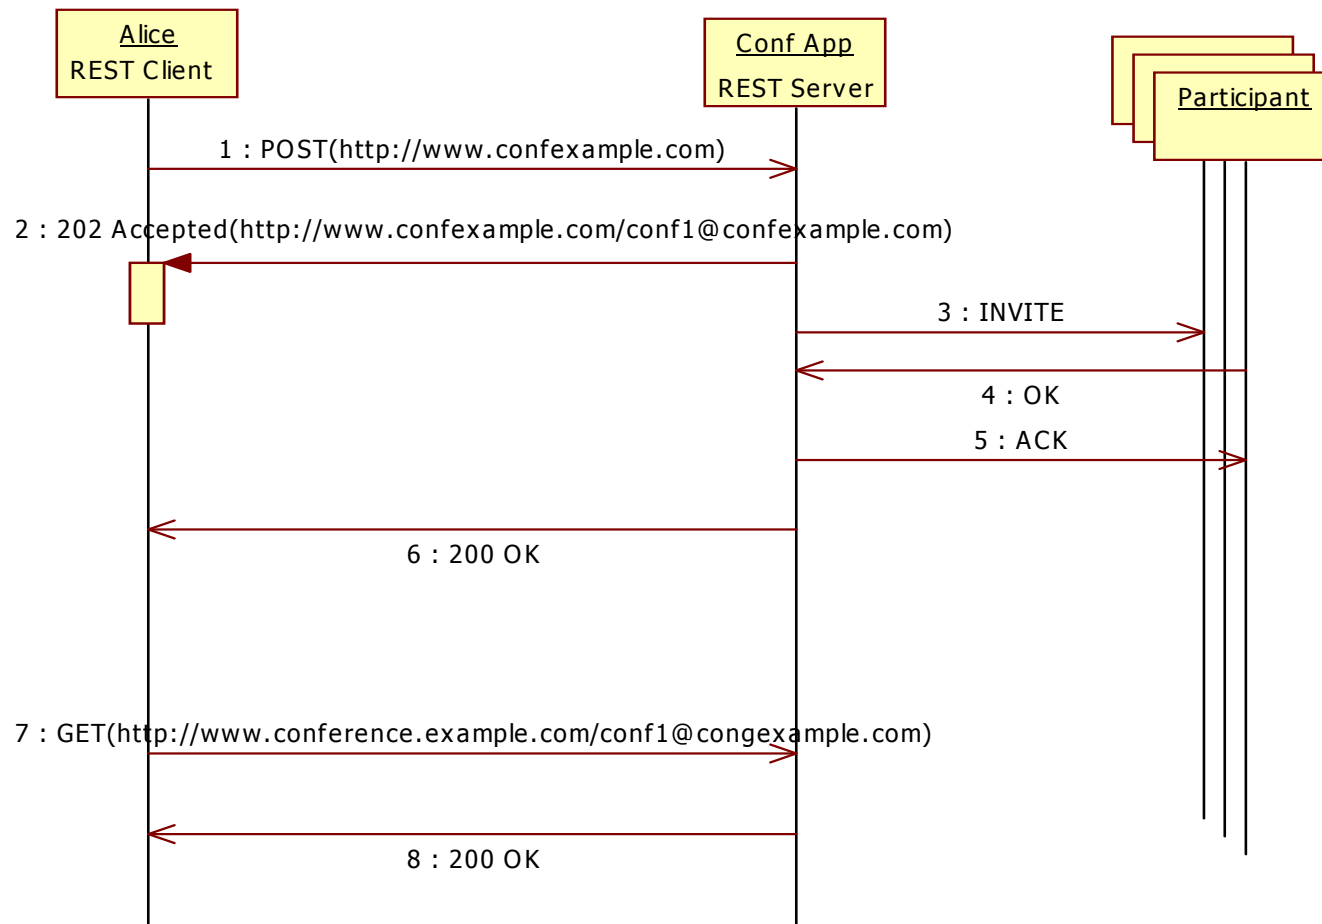 Alice
REST Client
Conf App
REST Server
Participant
1 : POST(http://www.confexample.com)
2 : 202 Accepted(http://www.confexample.com/conf1@confexample.com)
3 : INVITE
4 : OK
5 : ACK
6 : 200 OK
7 : GET(http://www.conference.example.com/conf1@congexample.com)
8 : 200 OK